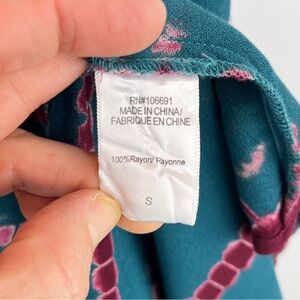 RN#106691
MADE IN CHINA/
FABRIQUE EN CHINE
100%Rayon/ Rayonne
S